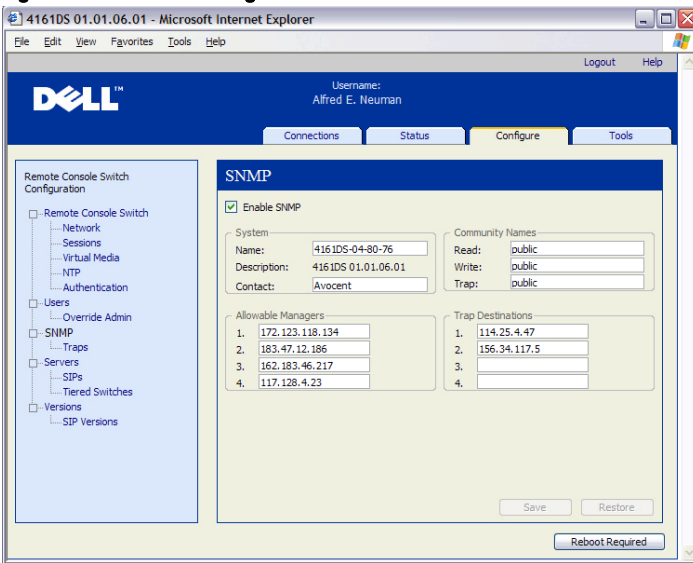 4161DS 01.01.06.01 - Microsoft Internet Explorer
File Edit View Favorites Tools Help
Logout Help
DELL™
Username:
Alfred E. Neuman
Connections Status Configure Tools
Remote Console Switch
Configuration
Remote Console Switch
Network
Sessions
Virtual Media
NTP
Authentication
Users
Override Admin
SNMP
Traps
Servers
SIPs
Tiered Switches
Versions
SIP Versions
SNMP
Enable SNMP
System
Name: 4161DS-04-80-76
Description: 4161DS 01.01.06.01
Contact: Avocent
Community Names
Read: public
Write: public
Trap: public
Allowable Managers
1. 172.123.118.134
2. 183.47.12.186
3. 162.183.46.217
4. 117.128.4.23
Trap Destinations
1. 114.25.4.47
2. 156.34.117.5
3.
4.
Save Restore
Reboot Required